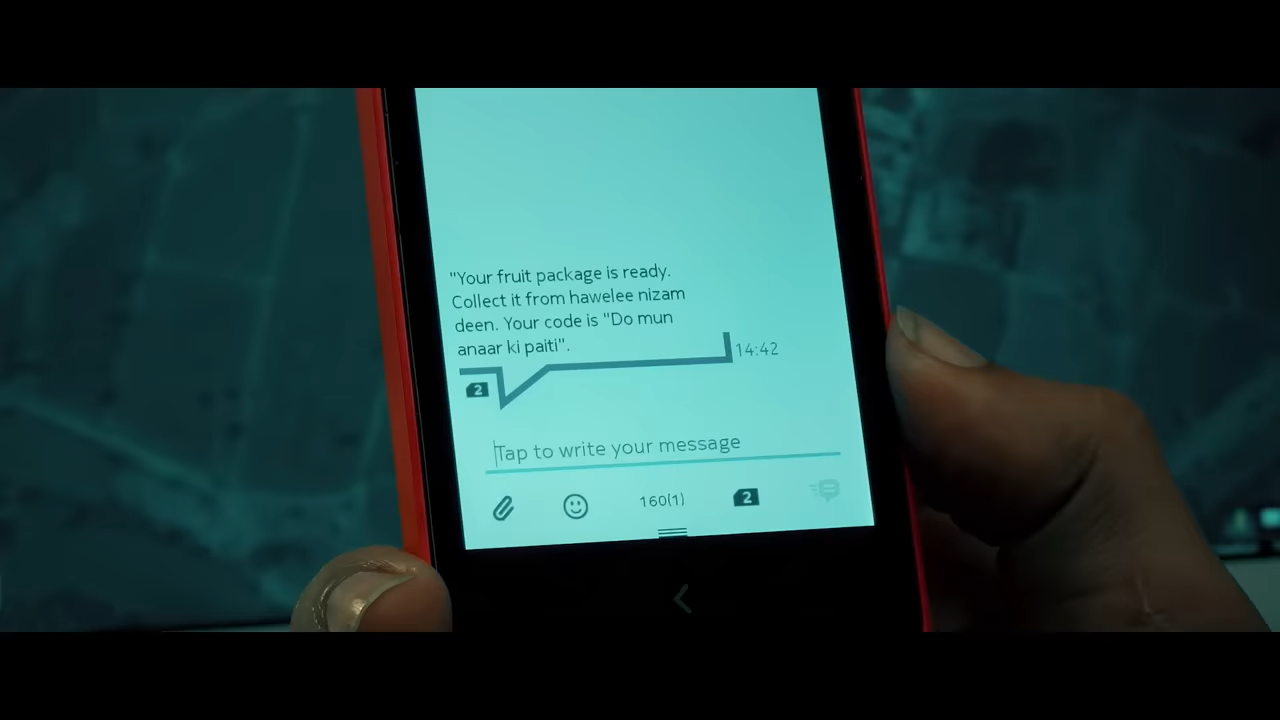 "Your fruit package is ready.
Collect it from hawelee nizam
deen. Your code is "Do mun
anaar ki paiti".
14:42
2
Tap to write your message
160(1)
2